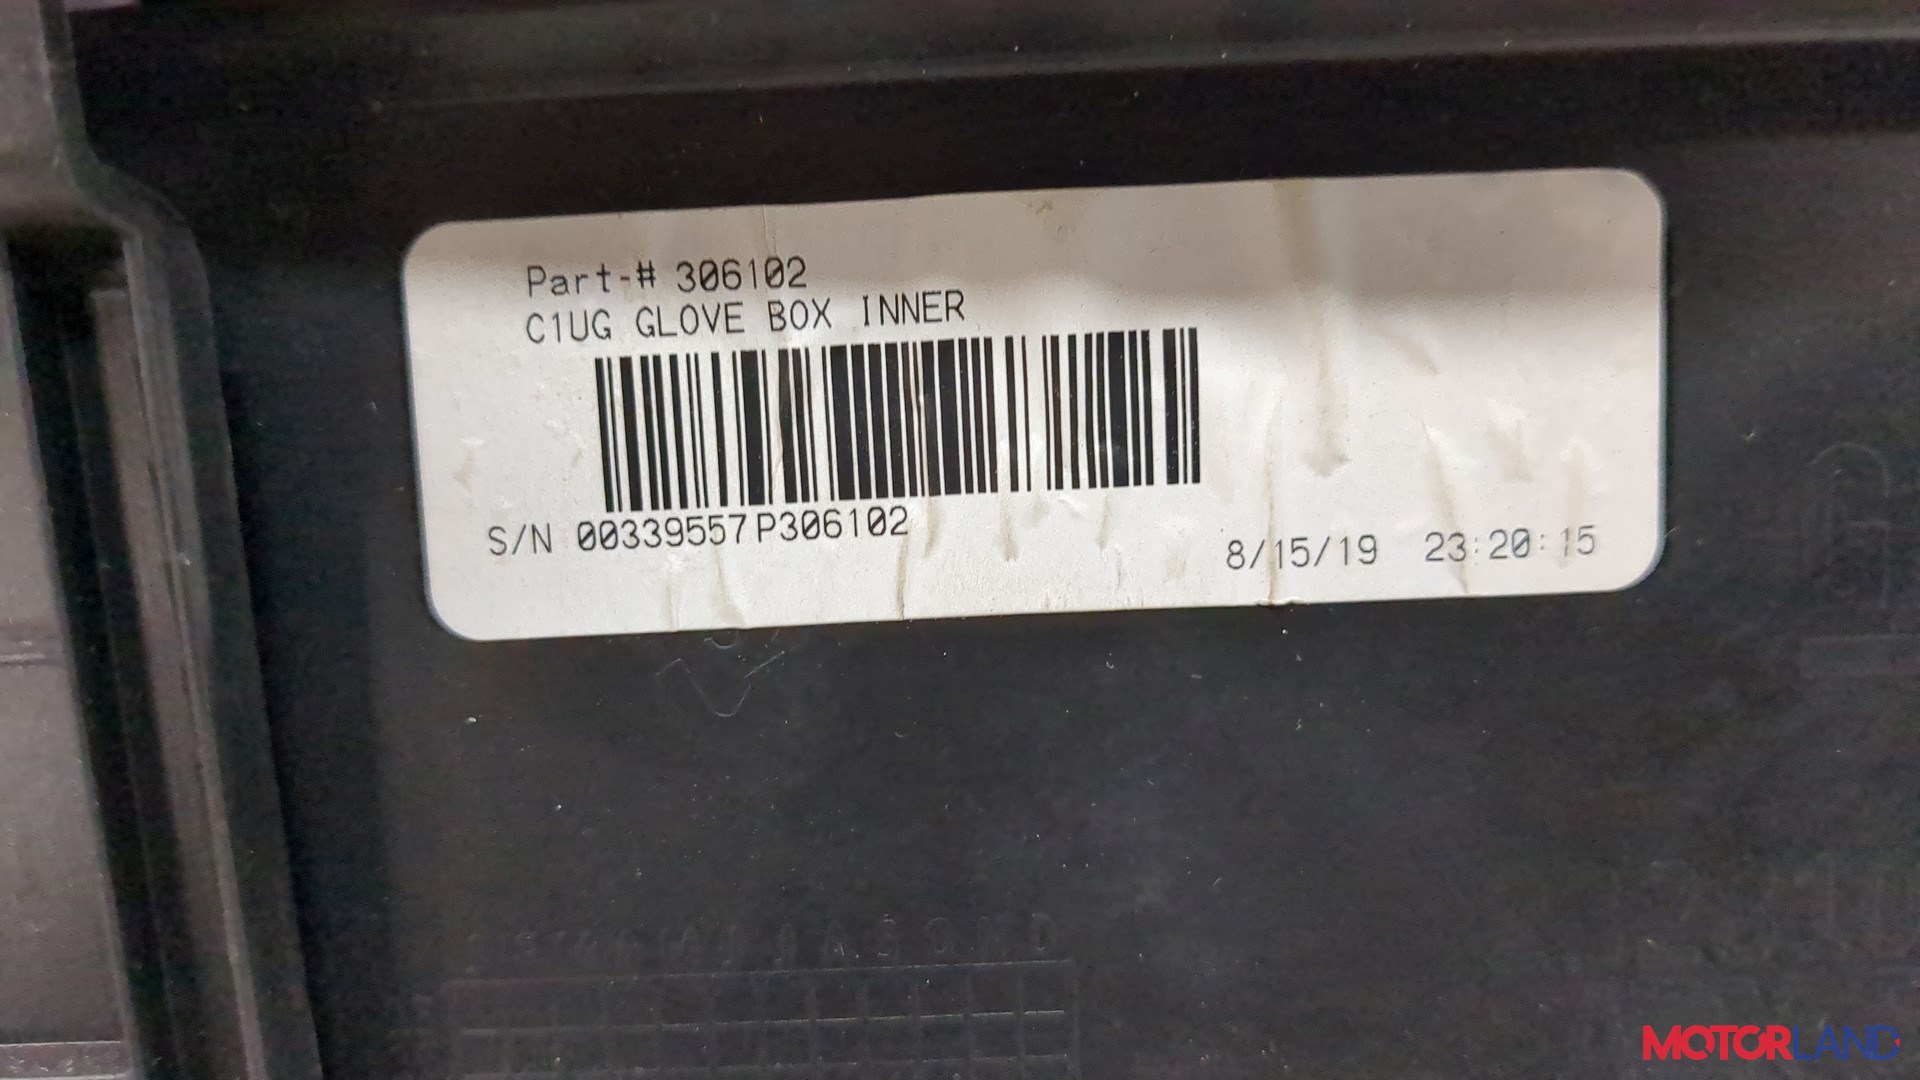 Part-# 306102
C1UG GLOVE BOX INNER
S/N 00339557P306102
8/15/19 23:20:15
MOTORLAND